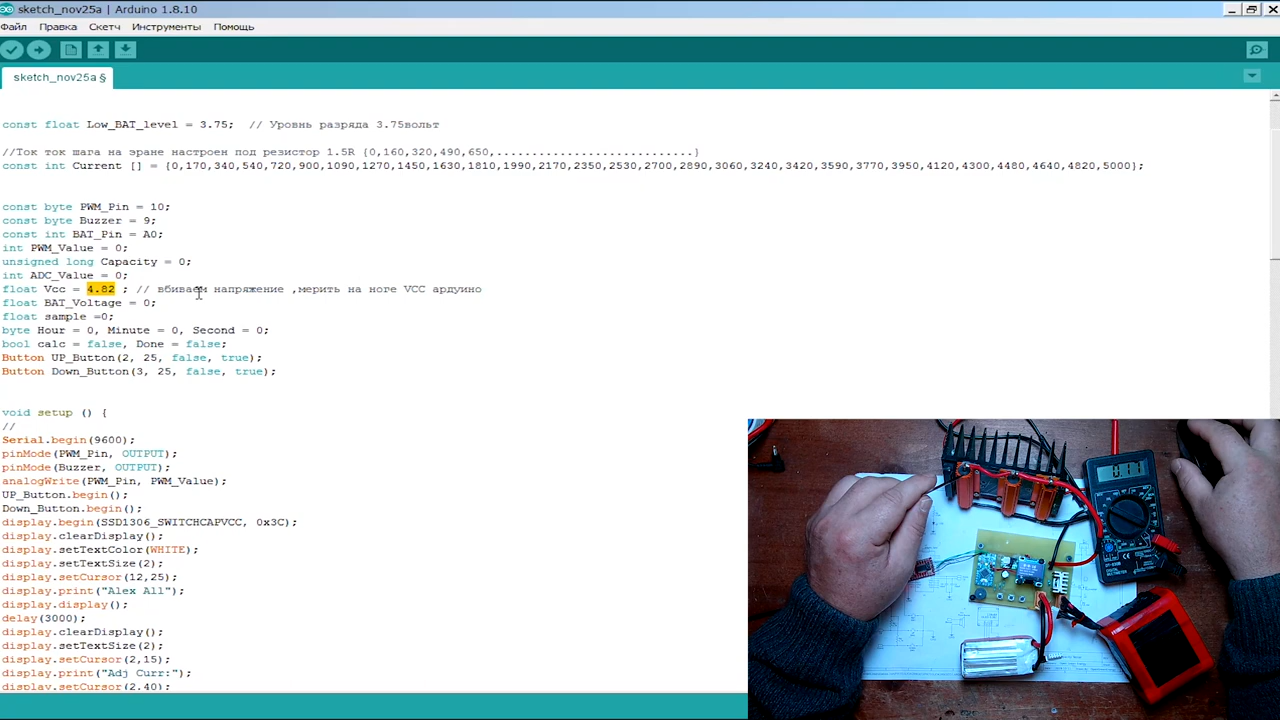 sketch_nov25a | Arduino 1.8.10
Файл Правка Скетч Инструменты Помощь
sketch_nov25a §
const float Low_BAT_level = 3.75; // Уровень разряда 3.75вольт
//Ток ток шага на эране настроен под резистор 1.5R {0,160,320,490,650,.............................}
const int Current [] = {0,170,340,540,720,900,1090,1270,1450,1630,1810,1990,2170,2350,2530,2700,2890,3060,3240,3420,3590,3770,3950,4120,4300,4480,4640,4820,5000};
const byte PWM_Pin = 10;
const byte Buzzer = 9;
const int BAT_Pin = A0;
int PWM_Value = 0;
unsigned long Capacity = 0;
int ADC_Value = 0;
float Vcc = 4.82 ; // вбиваем напряжение ,мерить на ноге VCC ардуино
float BAT_Voltage = 0;
float sample =0;
byte Hour = 0, Minute = 0, Second = 0;
bool calc = false, Done = false;
Button UP_Button(2, 25, false, true);
Button Down_Button(3, 25, false, true);
void setup () {
//
Serial.begin(9600);
pinMode(PWM_Pin, OUTPUT);
pinMode(Buzzer, OUTPUT);
analogWrite(PWM_Pin, PWM_Value);
UP_Button.begin();
Down_Button.begin();
display.begin(SSD1306_SWITCHCAPVCC, 0x3C);
display.clearDisplay();
display.setTextColor(WHITE);
display.setTextSize(2);
display.setCursor(12,25);
display.print("Alex All");
display.display();
delay(3000);
display.clearDisplay();
display.setTextSize(2);
display.setCursor(2,15);
display.print("Adj Curr:");
display.setCursor(2,40);